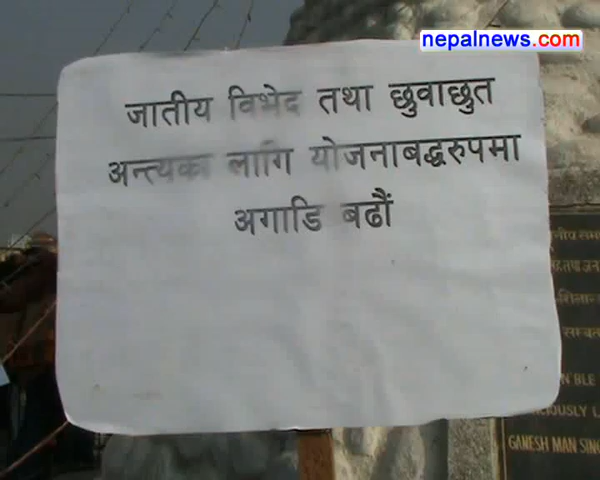 nepalnews.com
जातीय विभेद तथा छुवाछुत
अन्त्यका लागि योजनाबद्धरुपमा
अगाडि बढौं
GANESH MAN SING